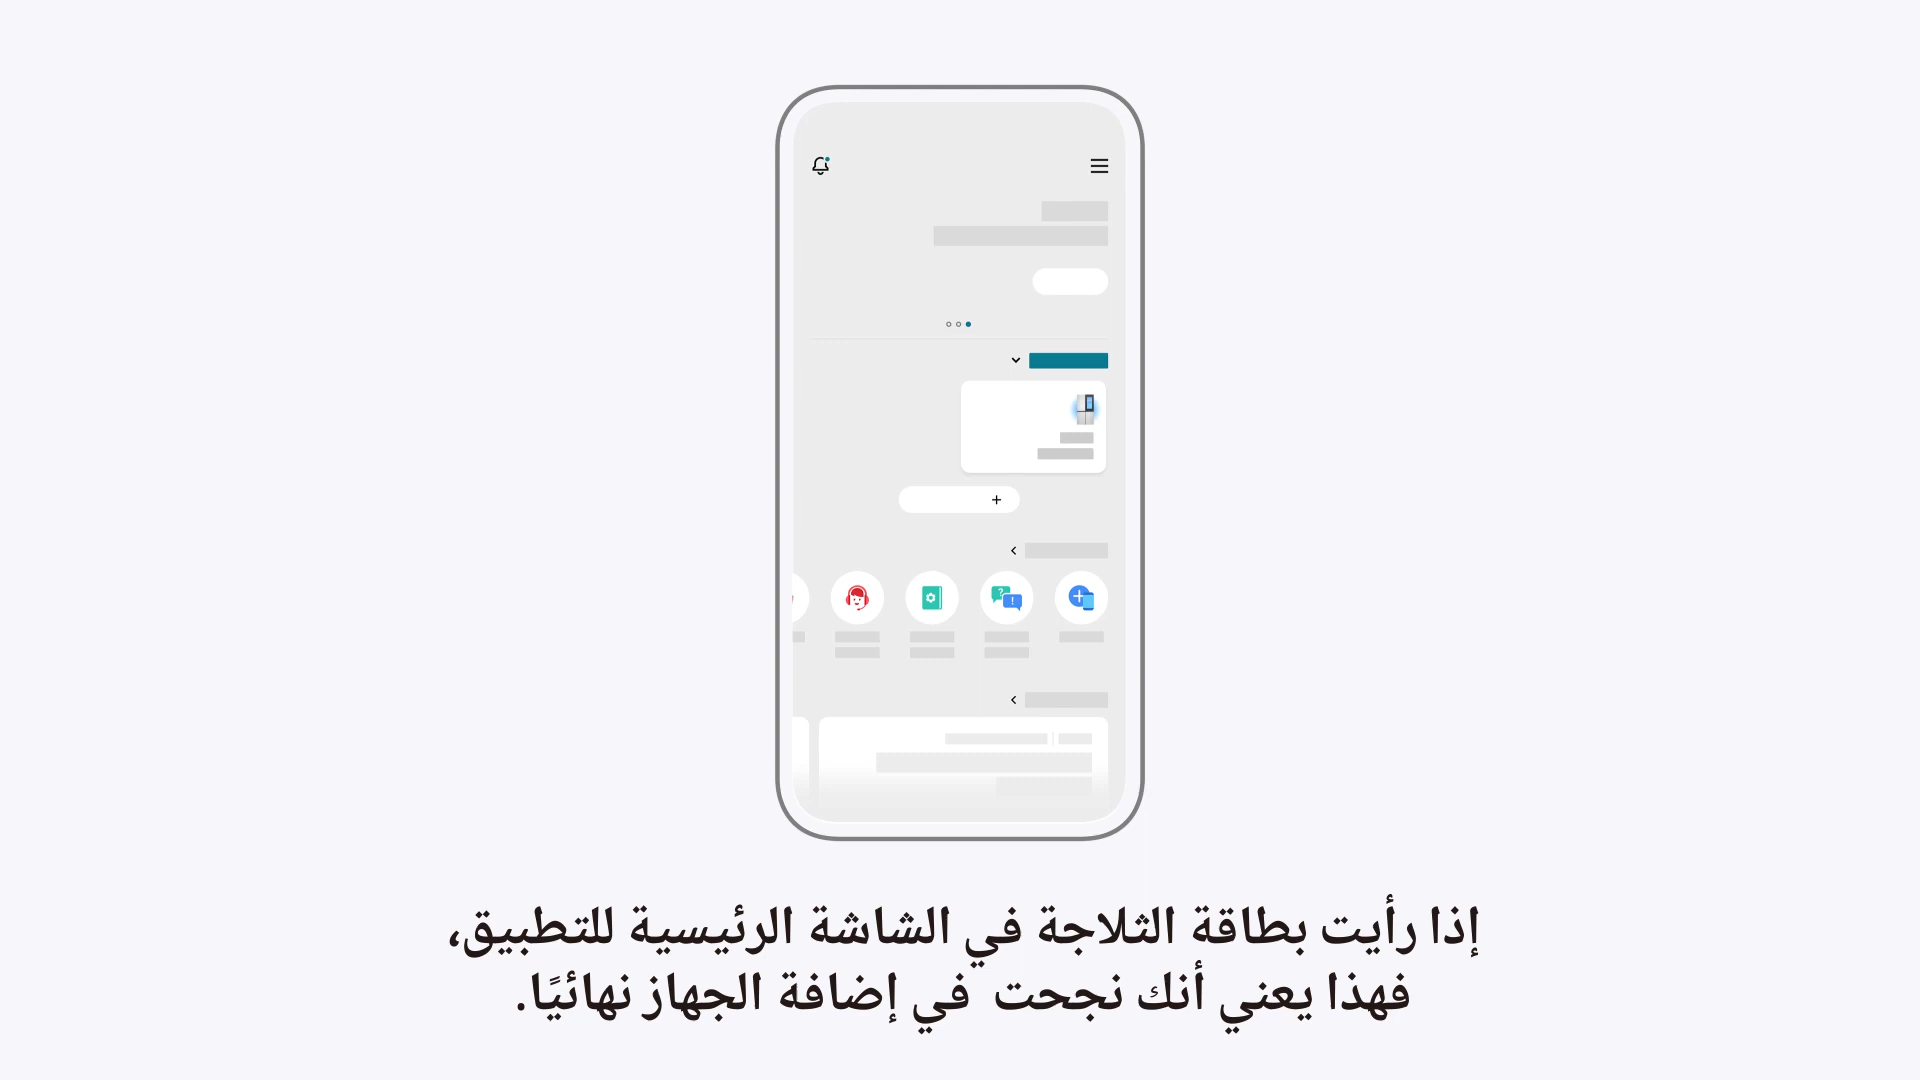 إذا رأيت بطاقة الثلاجة في الشاشة الرئيسية للتطبيق،
فهذا يعني أنك نجحت في إضافة الجهاز نهائيًا.